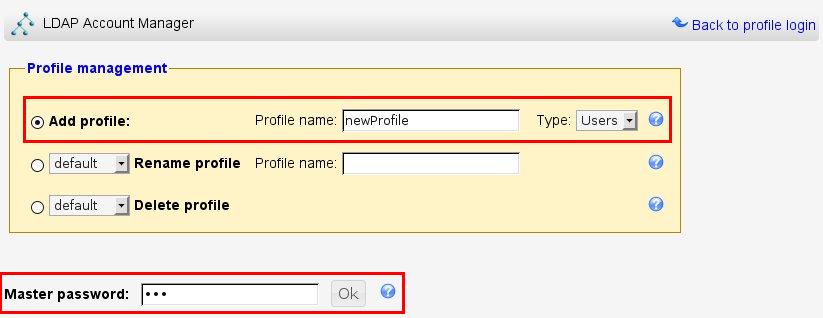 LDAP Account Manager
Back to profile login
Profile management
Add profile: Profile name: newProfile Type: Users
default Rename profile Profile name:
default Delete profile
Master password: ••• Ok